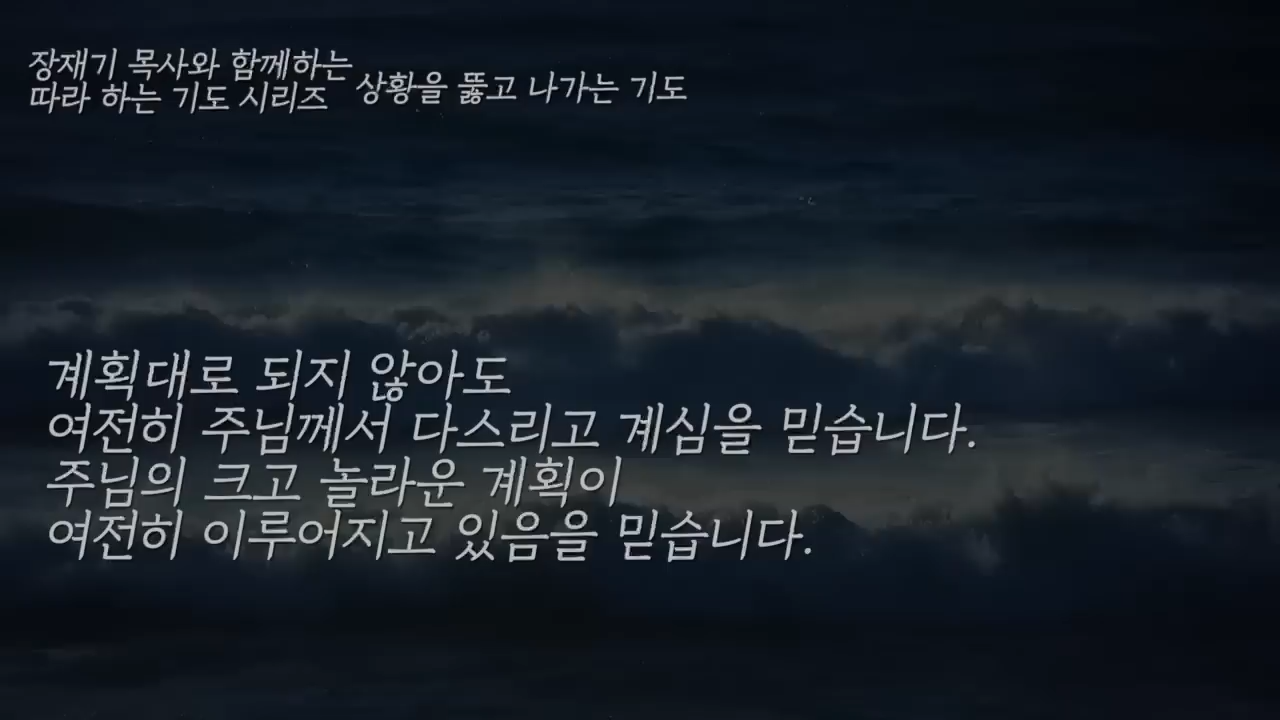 장재기 목사와 함께하는
따라 하는 기도 시리즈
상황을 뚫고 나가는 기도
계획대로 되지 않아도
여전히 주님께서 다스리고 계심을 믿습니다.
주님의 크고 놀라운 계획이
여전히 이루어지고 있음을 믿습니다.